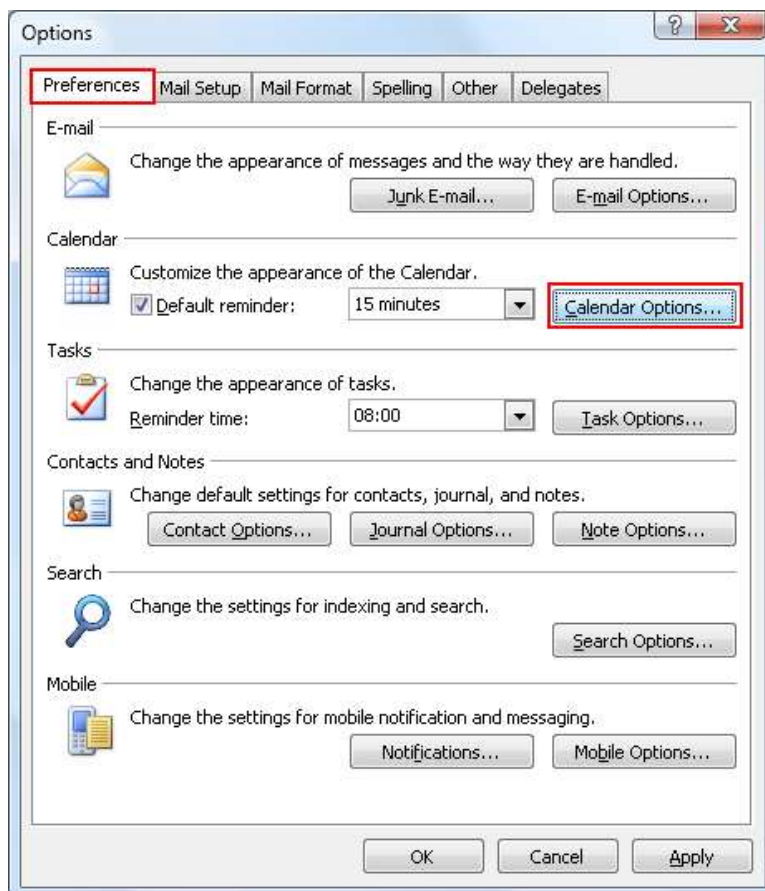 Options
Preferences Mail Setup Mail Format Spelling Other Delegates
E-mail
Change the appearance of messages and the way they are handled.
Junk E-mail... E-mail Options...
Calendar
Customize the appearance of the Calendar.
Default reminder: 15 minutes Calendar Options...
Tasks
Change the appearance of tasks.
Reminder time: 08:00 Task Options...
Contacts and Notes
Change default settings for contacts, journal, and notes.
Contact Options... Journal Options... Note Options...
Search
Change the settings for indexing and search.
Search Options...
Mobile
Change the settings for mobile notification and messaging.
Notifications... Mobile Options...
OK Cancel Apply